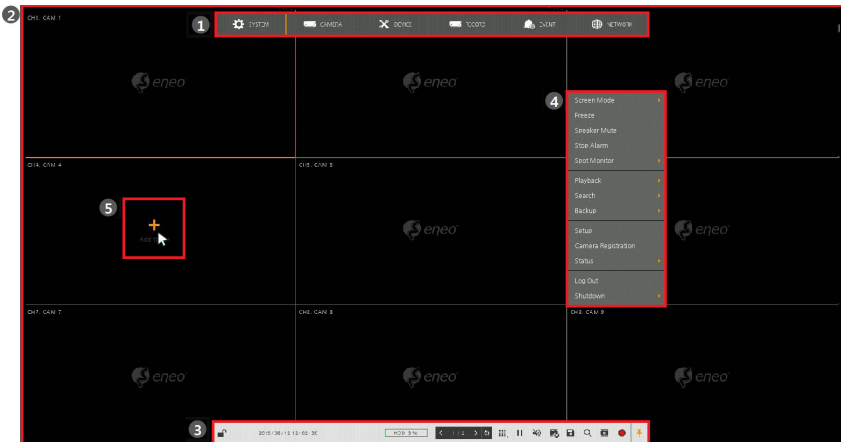 2
CH1. CAM 1
1
SYSTEM
CAMERA
DEVICE
RECORD
EVENT
NETWORK
eneo
eneo
eneo
4
Screen Mode
Freeze
Speaker Mute
Stop Alarm
Spot Monitor
Playback
Search
Backup
Setup
Camera Registration
Status
Log Out
Shutdown
CH4. CAM 4
CH5. CAM 5
5
eneo
eneo
CH7. CAM 7
CH8. CAM 8
CH9. CAM 9
eneo
eneo
eneo
3
1 / 2